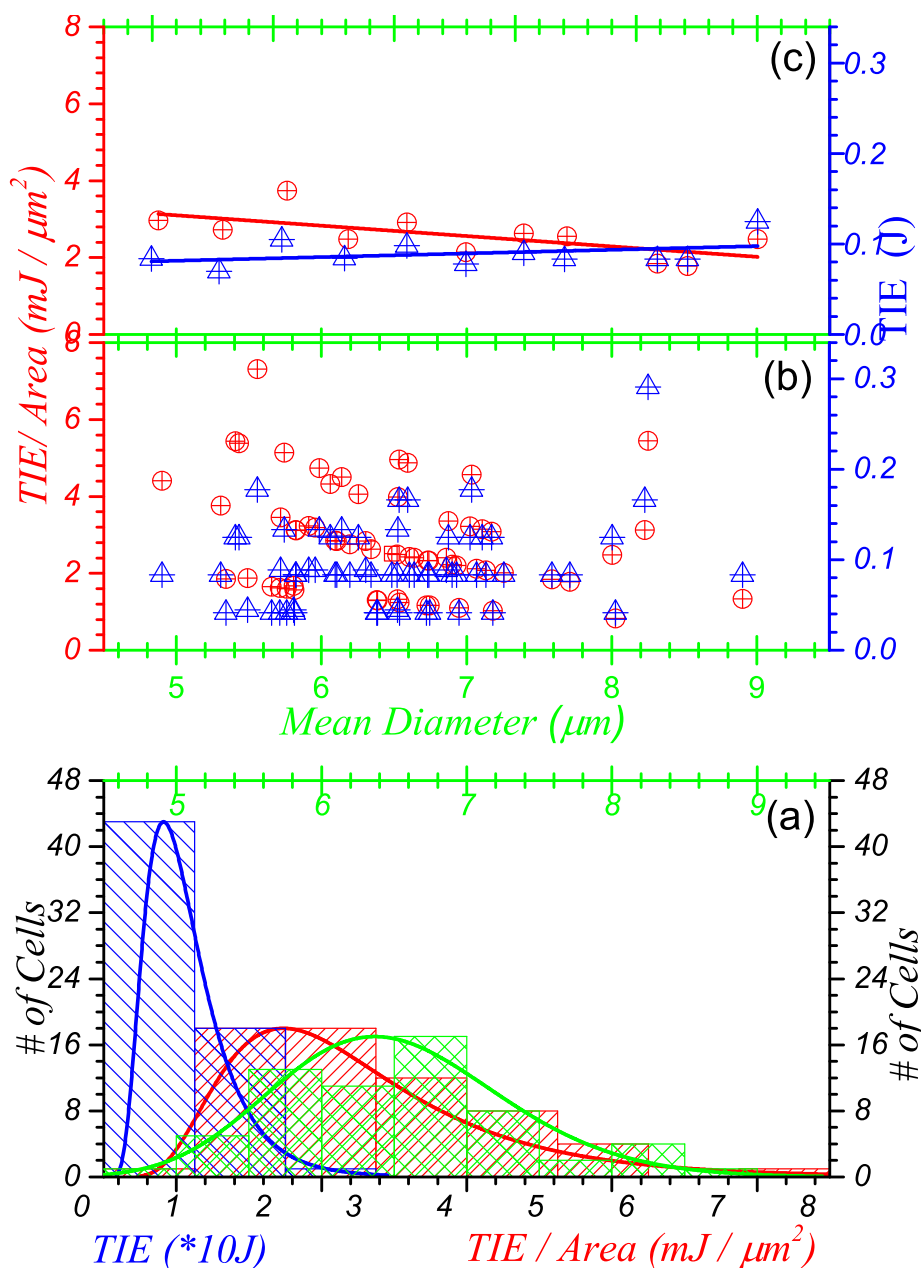 (c)
8
6
4
2
0
TIE/ Area (mJ / μm²)
0.3
0.2
0.1
0.0
TIE (J)
(b)
8
6
4
2
0
0.3
0.2
0.1
0.0
5 6 7 8 9
Mean Diameter (μm)
(a)
5 6 7 8 9
48
40
32
24
16
8
0
# of Cells
48
40
32
24
16
8
0
# of Cells
0 1 2 3 4 5 6 7 8
TIE (*10J)
TIE / Area (mJ / μm²)